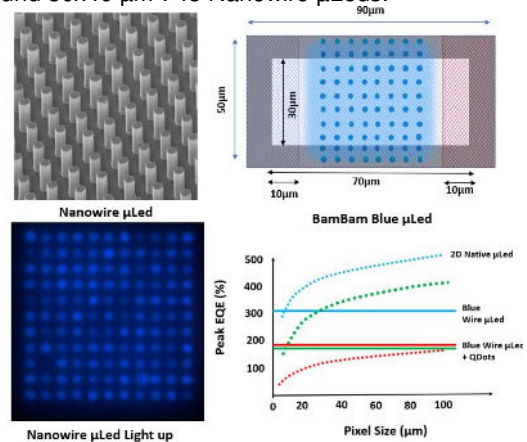 90µm
50µm
30µm
10µm
70µm
10µm
Nanowire µLed
BamBam Blue µLed
500
400
300
200
100
Peak EQE (%)
2D Native µLed
Blue
Wire µLed
Blue Wire µLed
+ QDots
0
20
40
60
80
100
Pixel Size (µm)
Nanowire µLed Light up